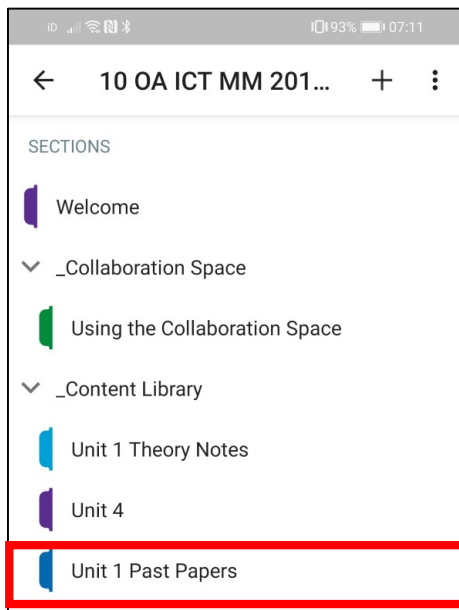 iD 93% 07:11
10 OA ICT MM 201...
SECTIONS
Welcome
_Collaboration Space
Using the Collaboration Space
_Content Library
Unit 1 Theory Notes
Unit 4
Unit 1 Past Papers